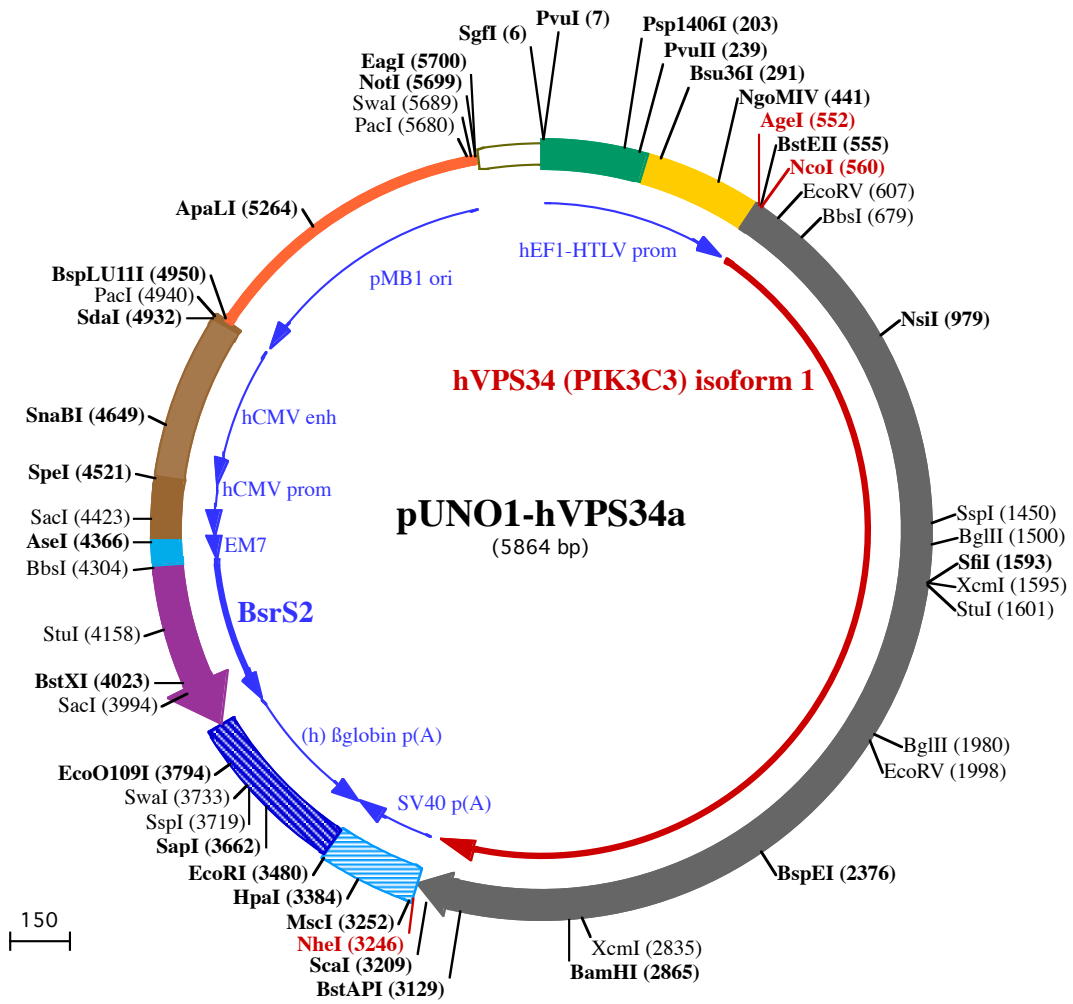 PvuI (7)
SgfI (6)
Psp1406I (203)
PvuII (239)
Bsu36I (291)
NgoMIV (441)
AgeI (552)
BstEII (555)
NcoI (560)
EcoRV (607)
BbsI (679)
NsiI (979)
SspI (1450)
BglII (1500)
SfiI (1593)
XcmI (1595)
StuI (1601)
BglII (1980)
EcoRV (1998)
BspEI (2376)
XcmI (2835)
BamHI (2865)
BstAPI (3129)
ScaI (3209)
NheI (3246)
MscI (3252)
HpaI (3384)
EcoRI (3480)
SapI (3662)
SspI (3719)
SwaI (3733)
EcoO109I (3794)
SacI (3994)
BstXI (4023)
StuI (4158)
BbsI (4304)
AseI (4366)
SacI (4423)
SpeI (4521)
SnaBI (4649)
SdaI (4932)
PacI (4940)
BspLU11I (4950)
ApaLI (5264)
PacI (5680)
SwaI (5689)
NotI (5699)
EagI (5700)
hEF1-HTLV prom
pMB1 ori
hVPS34 (PIK3C3) isoform 1
hCMV enh
hCMV prom
EM7
BsrS2
(h) ßglobin p(A)
SV40 p(A)
pUNO1-hVPS34a
(5864 bp)
150